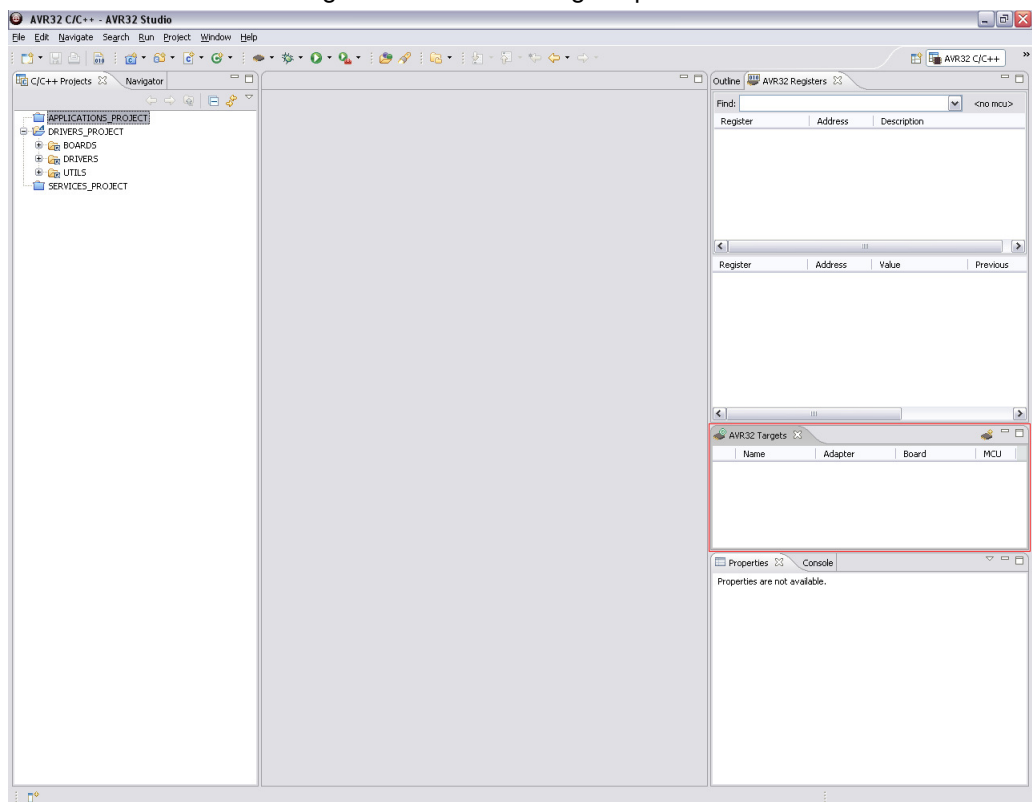 AVR32 C/C++ - AVR32 Studio
File Edit Navigate Search Run Project Window Help
AVR32 C/C++ »
C/C++ Projects Navigator
APPLICATIONS_PROJECT
DRIVERS_PROJECT
BOARDS
DRIVERS
UTILS
SERVICES_PROJECT
Outline AVR32 Registers
Find: <no mcu>
Register Address Description
Register Address Value Previous
AVR32 Targets
Name Adapter Board MCU
Properties Console
Properties are not available.